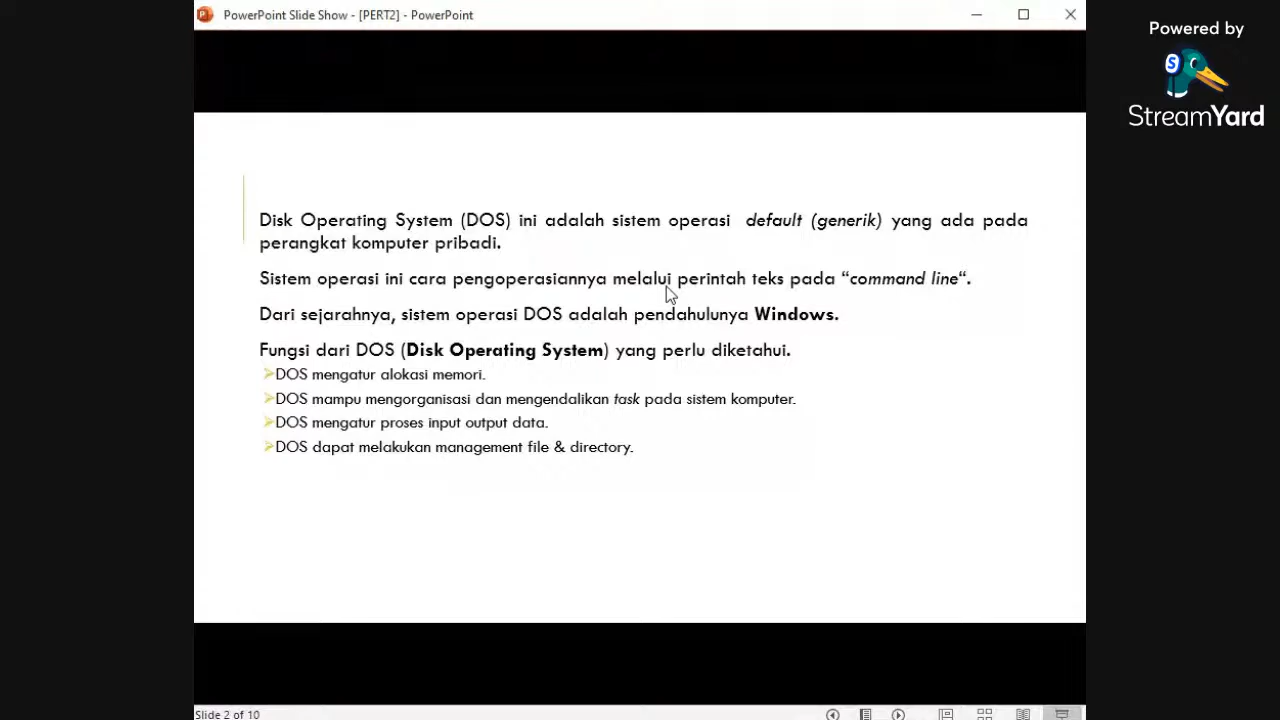 PowerPoint Slide Show - [PERT2] - PowerPoint
Powered by
S
StreamYard
Disk Operating System (DOS) ini adalah sistem operasi default (generik) yang ada pada
perangkat komputer pribadi.
Sistem operasi ini cara pengoperasiannya melalui perintah teks pada “command line“.
Dari sejarahnya, sistem operasi DOS adalah pendahulunya Windows.
Fungsi dari DOS (Disk Operating System) yang perlu diketahui.
DOS mengatur alokasi memori.
DOS mampu mengorganisasi dan mengendalikan task pada sistem komputer.
DOS mengatur proses input output data.
DOS dapat melakukan management file & directory.
Slide 2 of 10